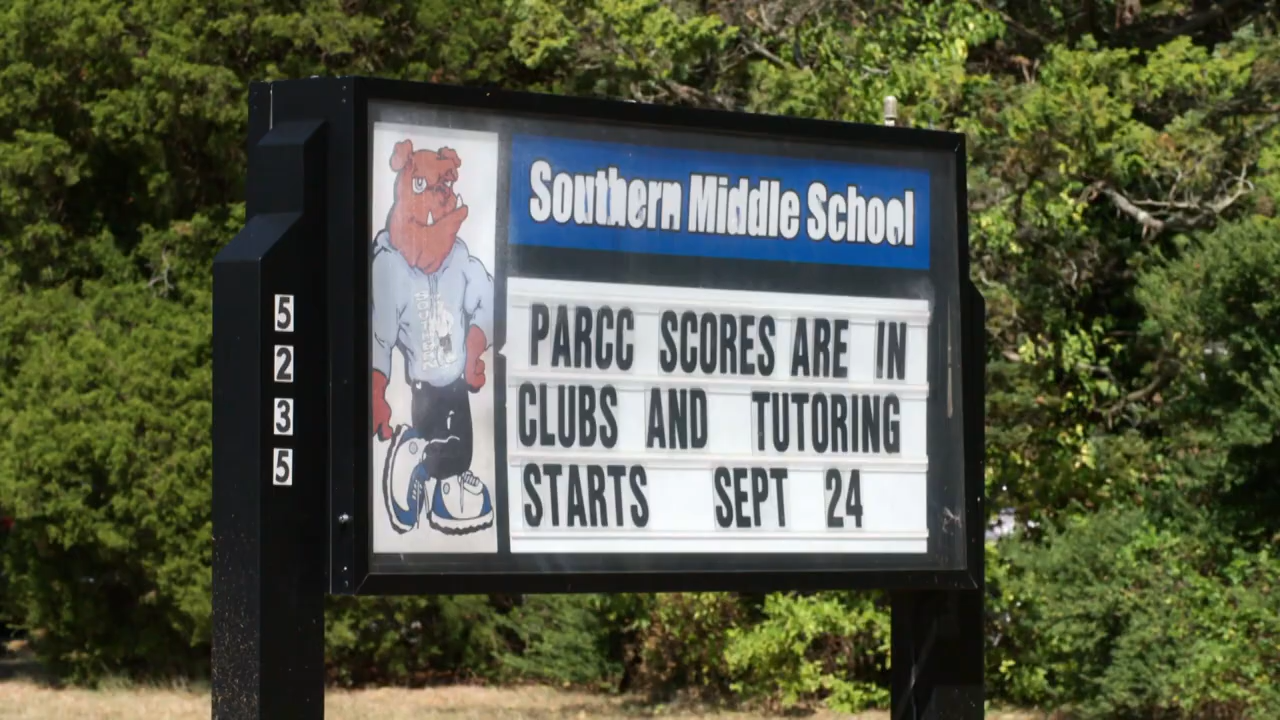 Southern Middle School
PARCC SCORES ARE IN
CLUBS AND TUTORING
STARTS SEPT 24
5
2
3
5